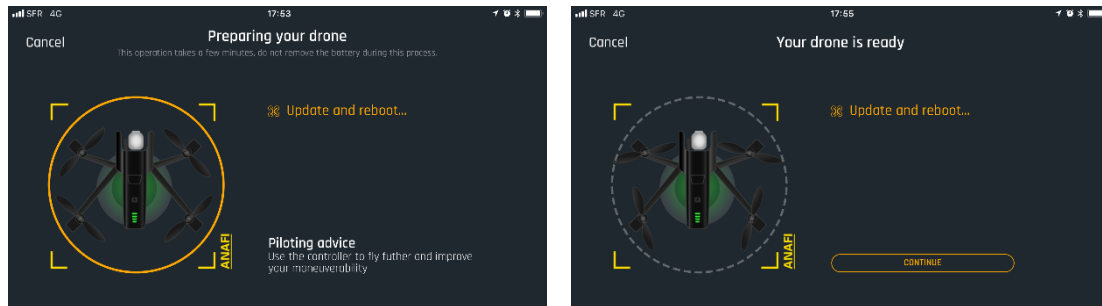 SFR 4G 17:53
Cancel Preparing your drone
This operation takes a few minutes, do not remove the battery during this process.
Update and reboot...
Piloting advice
Use the controller to fly futher and improve
your maneuverability
ANAFI
SFR 4G 17:55
Cancel Your drone is ready
Update and reboot...
ANAFI
CONTINUE